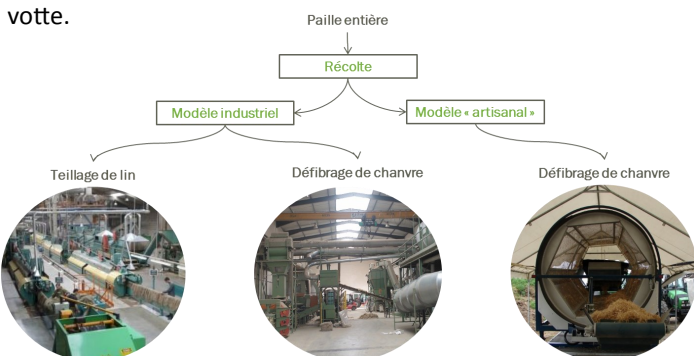 votte.
Paille entière
Récolte
Modèle industriel
Modèle « artisanal »
Teillage de lin
Défibrage de chanvre
Défibrage de chanvre